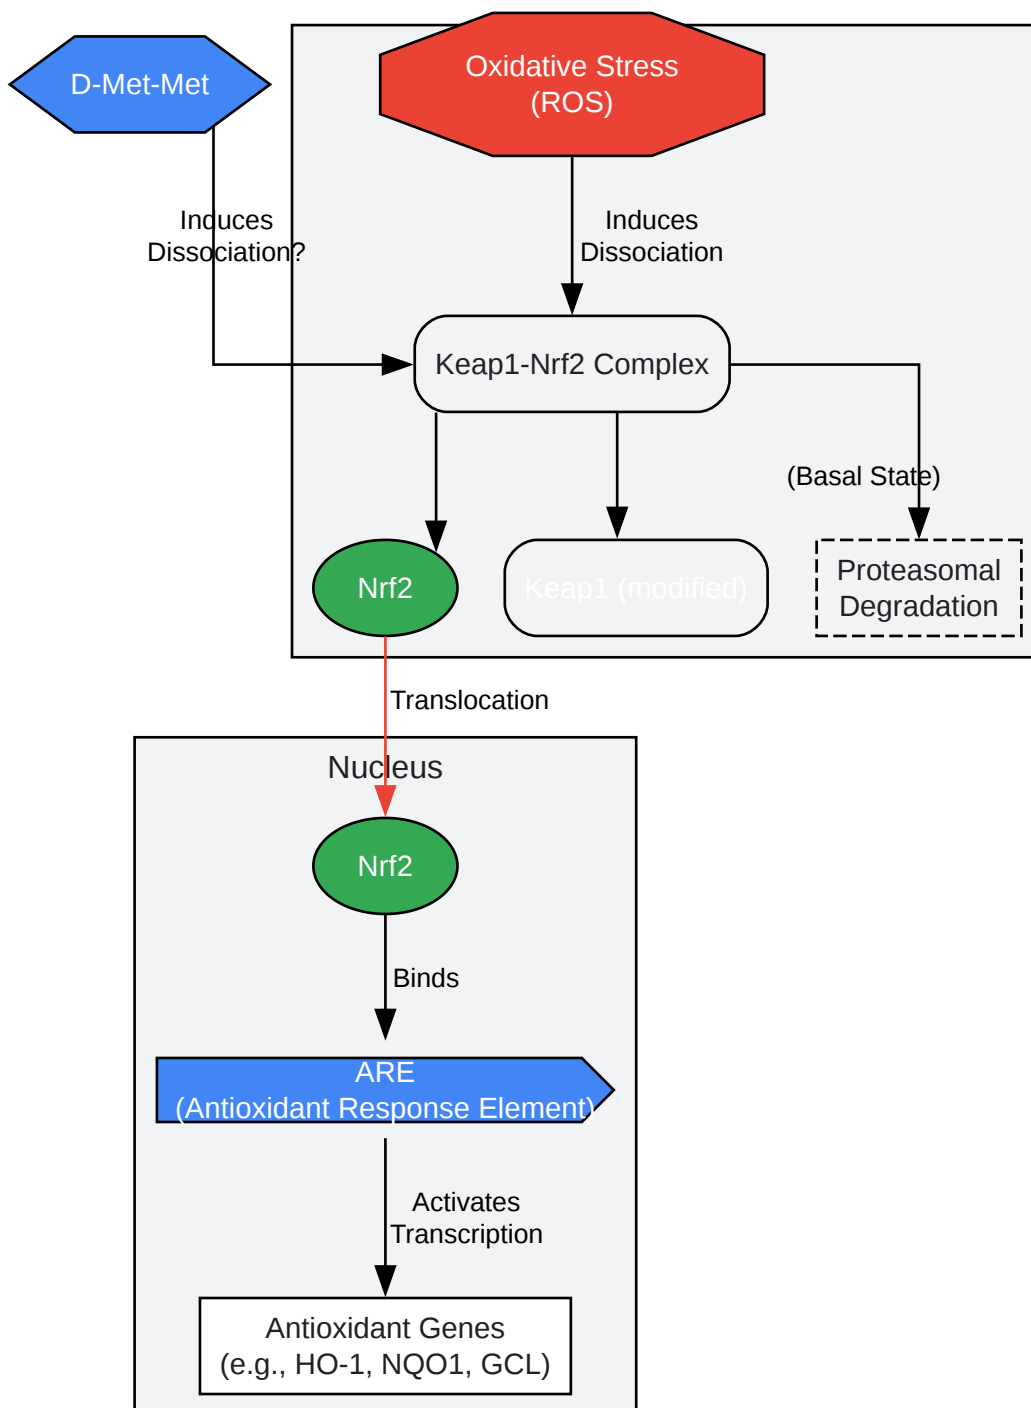 D-Met-Met
Oxidative Stress
(ROS)
Induces
Dissociation?
Induces
Dissociation
Keap1-Nrf2 Complex
(Basal State)
Nrf2
Keap1 (modified)
Proteasomal
Degradation
Translocation
Nucleus
Nrf2
Binds
ARE
(Antioxidant Response Element)
Activates
Transcription
Antioxidant Genes
(e.g., HO-1, NQO1, GCL)